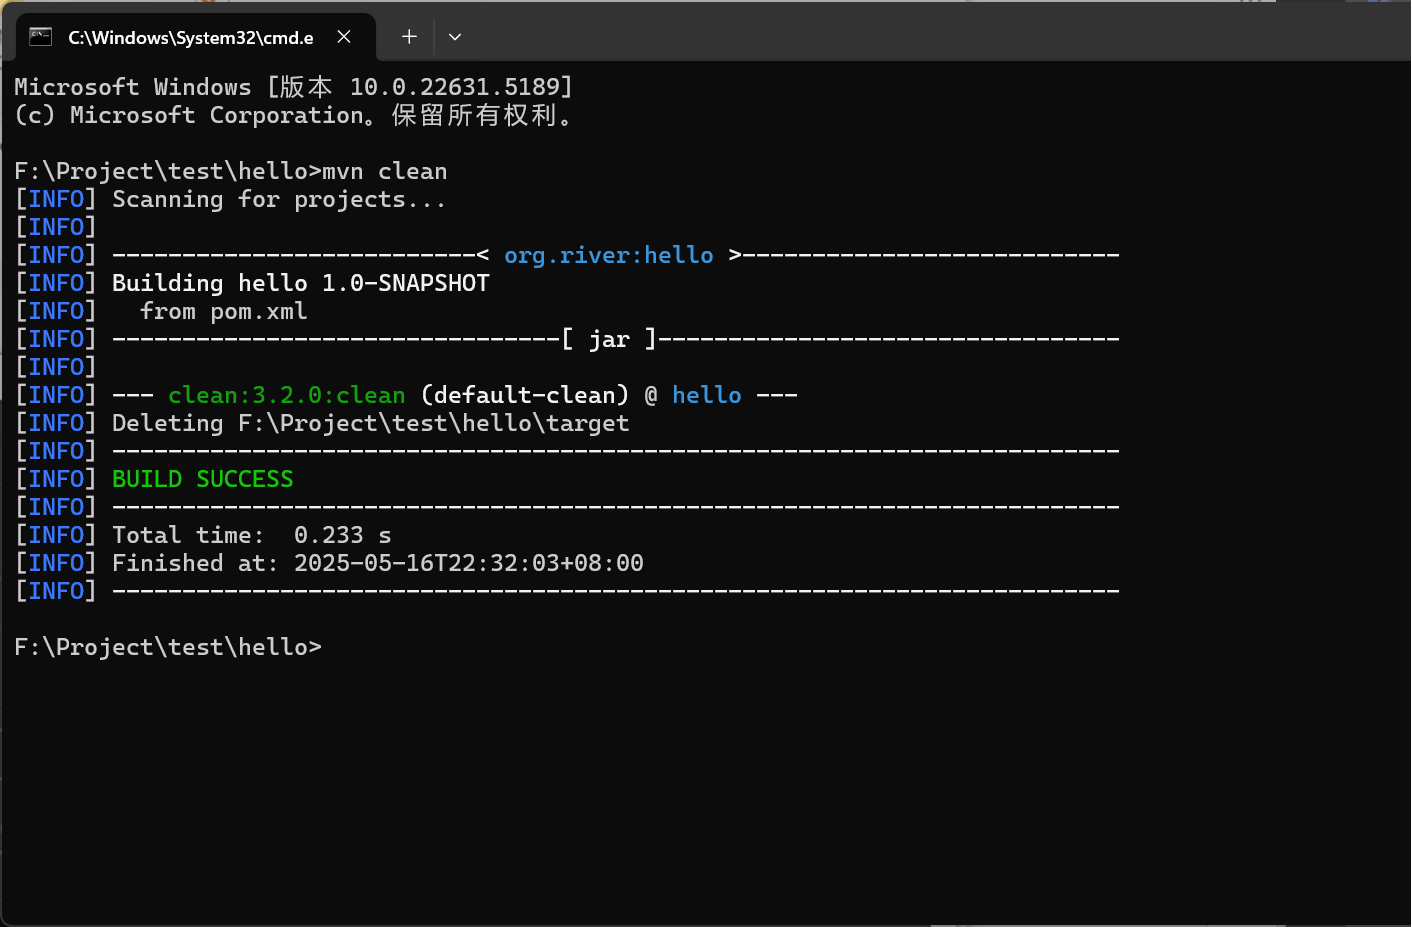 C:\Windows\System32\cmd.e
Microsoft Windows [版本 10.0.22631.5189]
(c) Microsoft Corporation。保留所有权利。
F:\Project\test\hello>mvn clean
[INFO] Scanning for projects...
[INFO]
[INFO] --------------------------< org.river:hello >---------------------------
[INFO] Building hello 1.0-SNAPSHOT
[INFO]   from pom.xml
[INFO] --------------------------------[ jar ]---------------------------------
[INFO]
[INFO] --- clean:3.2.0:clean (default-clean) @ hello ---
[INFO] Deleting F:\Project\test\hello\target
[INFO] ------------------------------------------------------------------------
[INFO] BUILD SUCCESS
[INFO] ------------------------------------------------------------------------
[INFO] Total time:  0.233 s
[INFO] Finished at: 2025-05-16T22:32:03+08:00
[INFO] ------------------------------------------------------------------------
F:\Project\test\hello>